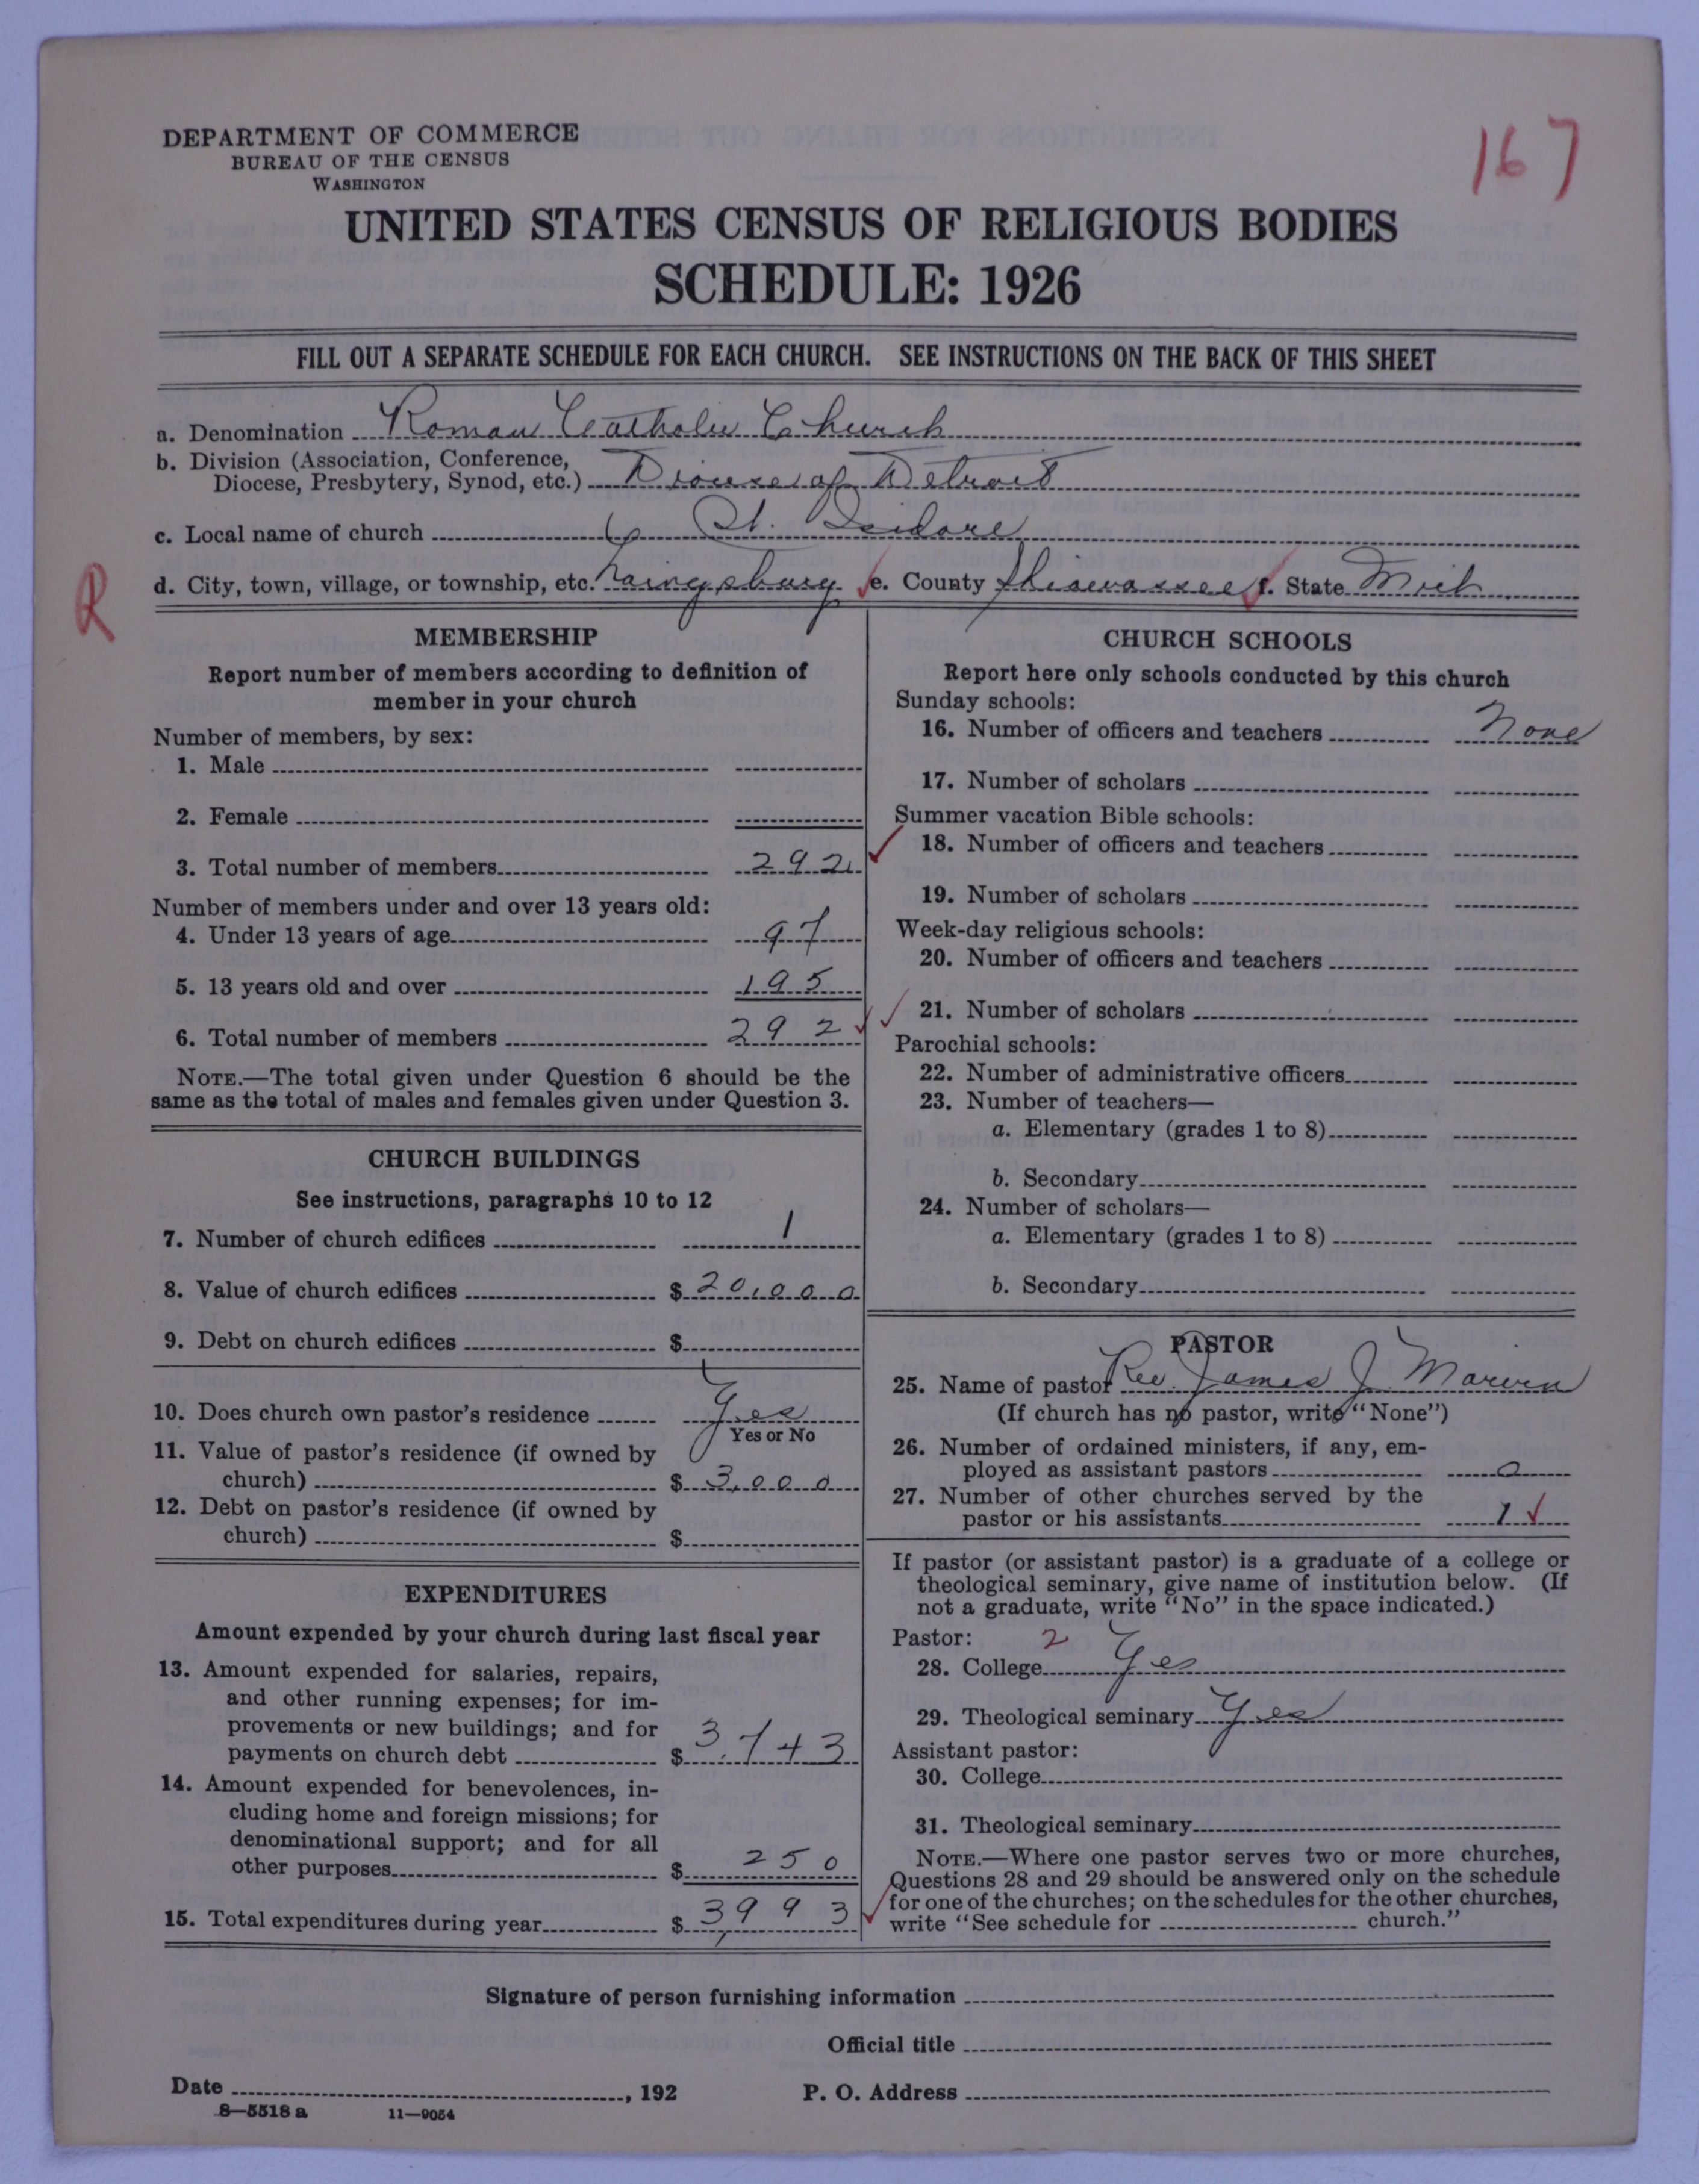 DEPARTMENT OF COMMERCE
BUREAU OF THE CENSUS
WASHINGTON
167
UNITED STATES CENSUS OF RELIGIOUS BODIES
SCHEDULE: 1926
FILL OUT A SEPARATE SCHEDULE FOR EACH CHURCH. SEE INSTRUCTIONS ON THE BACK OF THIS SHEET
a. Denomination Roman Catholic Church
b. Division (Association, Conference,
Diocese, Presbytery, Synod, etc.) Diocese of Detroit
c. Local name of church St. Isidore
R
d. City, town, village, or township, etc. Laingsburg e. County Shiawassee f. State Mich
MEMBERSHIP
Report number of members according to definition of
member in your church
Number of members, by sex:
1. Male
2. Female
3. Total number of members 292
Number of members under and over 13 years old:
4. Under 13 years of age 97
5. 13 years old and over 195
6. Total number of members 292
NOTE.—The total given under Question 6 should be the
same as the total of males and females given under Question 3.
CHURCH BUILDINGS
See instructions, paragraphs 10 to 12
7. Number of church edifices 1
8. Value of church edifices $ 20,000
9. Debt on church edifices $
10. Does church own pastor's residence Yes
Yes or No
11. Value of pastor's residence (if owned by
church) $ 3,000
12. Debt on pastor's residence (if owned by
church) $
EXPENDITURES
Amount expended by your church during last fiscal year
13. Amount expended for salaries, repairs,
and other running expenses; for im-
provements or new buildings; and for
payments on church debt $ 3,743
14. Amount expended for benevolences, in-
cluding home and foreign missions; for
denominational support; and for all
other purposes $ 250
15. Total expenditures during year $ 3,993
CHURCH SCHOOLS
Report here only schools conducted by this church
Sunday schools:
16. Number of officers and teachers None
17. Number of scholars
Summer vacation Bible schools:
18. Number of officers and teachers
19. Number of scholars
Week-day religious schools:
20. Number of officers and teachers
21. Number of scholars
Parochial schools:
22. Number of administrative officers
23. Number of teachers—
a. Elementary (grades 1 to 8)
b. Secondary
24. Number of scholars—
a. Elementary (grades 1 to 8)
b. Secondary
PASTOR
25. Name of pastor Rev. James J. Marvin
(If church has no pastor, write "None")
26. Number of ordained ministers, if any, em-
ployed as assistant pastors 0
27. Number of other churches served by the
pastor or his assistants 1
If pastor (or assistant pastor) is a graduate of a college or
theological seminary, give name of institution below. (If
not a graduate, write "No" in the space indicated.)
Pastor: 2
28. College Yes
29. Theological seminary Yes
Assistant pastor:
30. College
31. Theological seminary
NOTE.—Where one pastor serves two or more churches,
Questions 28 and 29 should be answered only on the schedule
for one of the churches; on the schedules for the other churches,
write "See schedule for church."
Signature of person furnishing information
Official title
Date , 192 P. O. Address
8—5518 a 11—9054